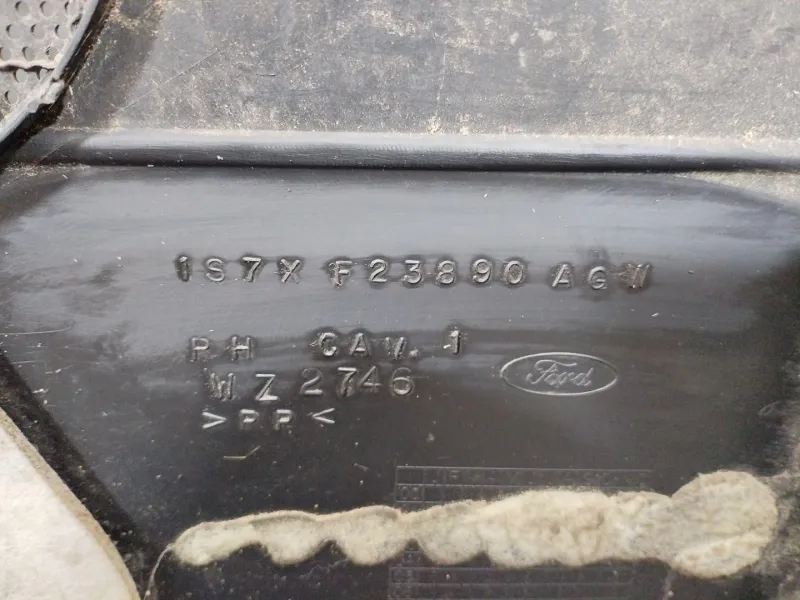 1S7X F23890 AGW
RH CAV. 1
WZ 2746
Ford
>PP<